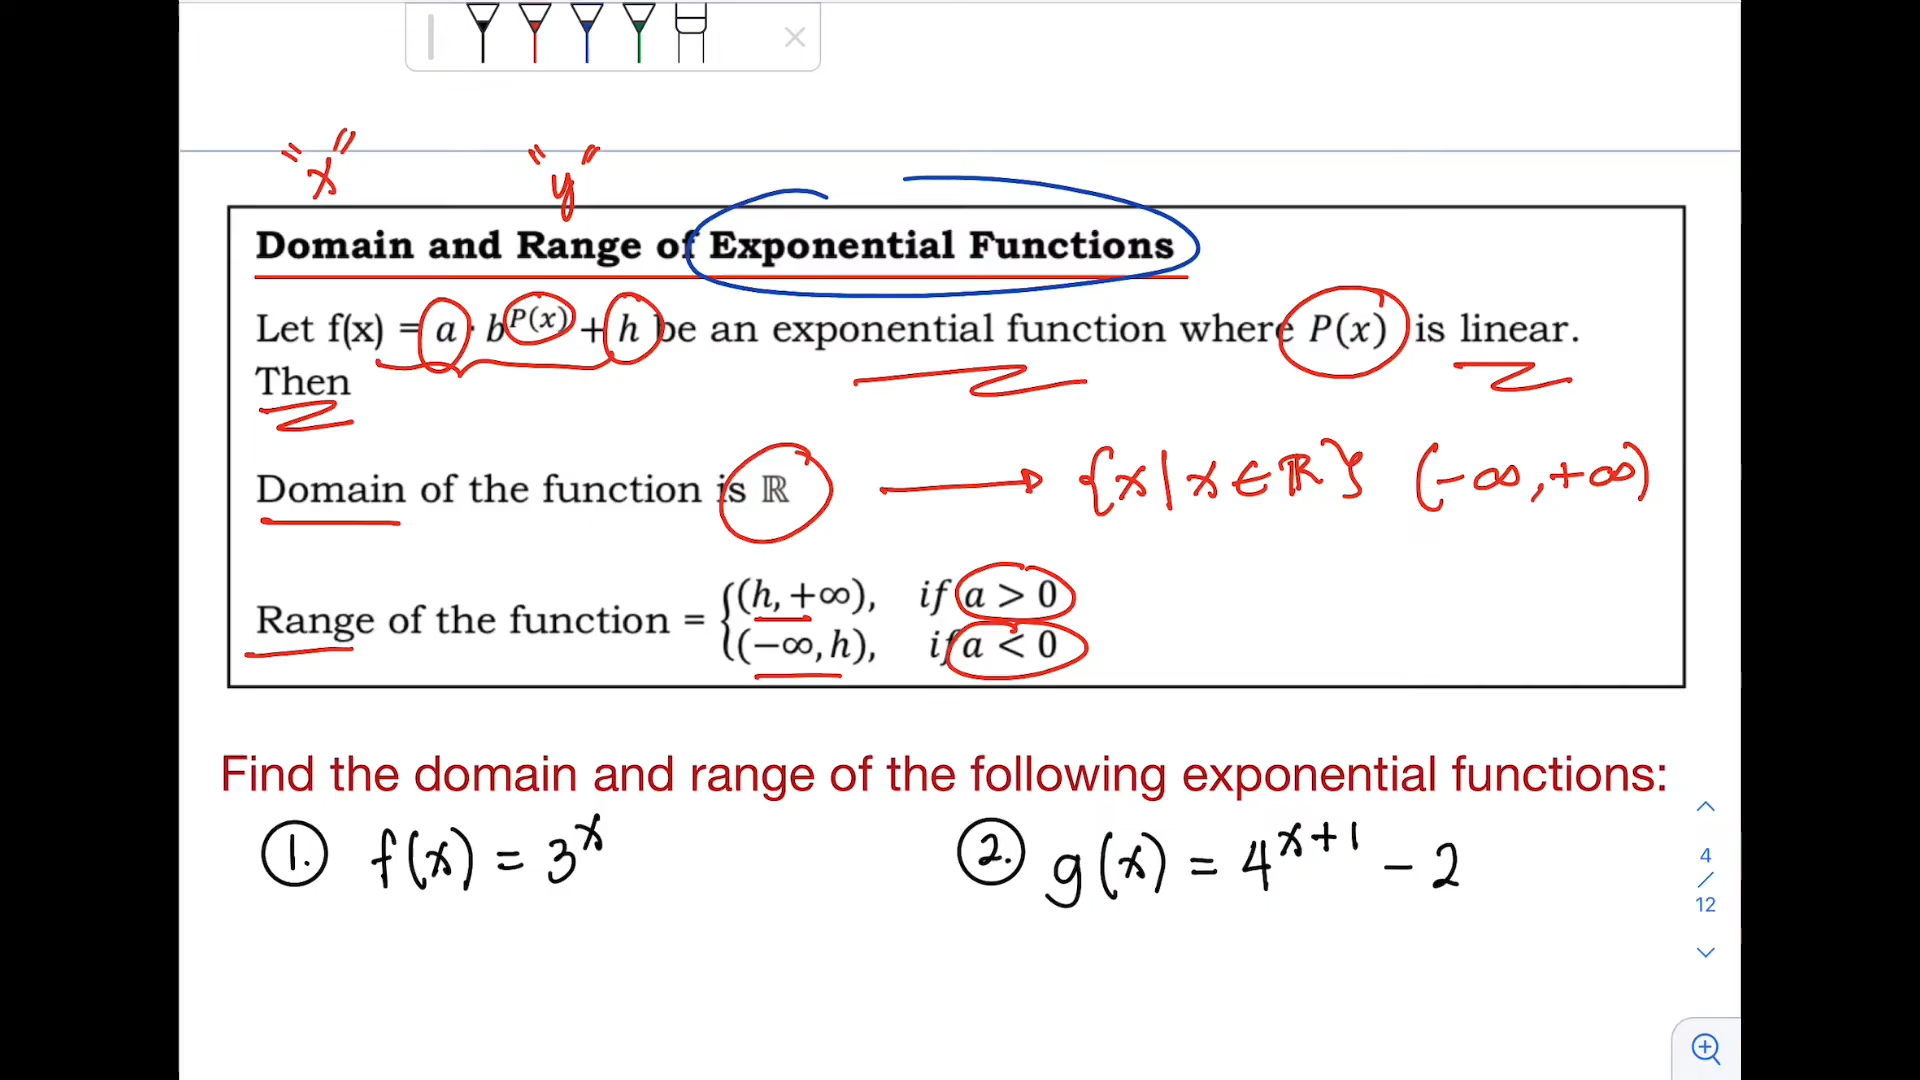 "x" "y"
Domain and Range of Exponential Functions
Let f(x) = a · b^P(x) + h be an exponential function where P(x) is linear.
Then
Domain of the function is ℝ → {x | x ∈ ℝ} (-∞, +∞)
Range of the function = { (h, +∞), if a > 0
(−∞, h), if a < 0
Find the domain and range of the following exponential functions:
1. f(x) = 3^x 2. g(x) = 4^x+1 − 2
4
/
12